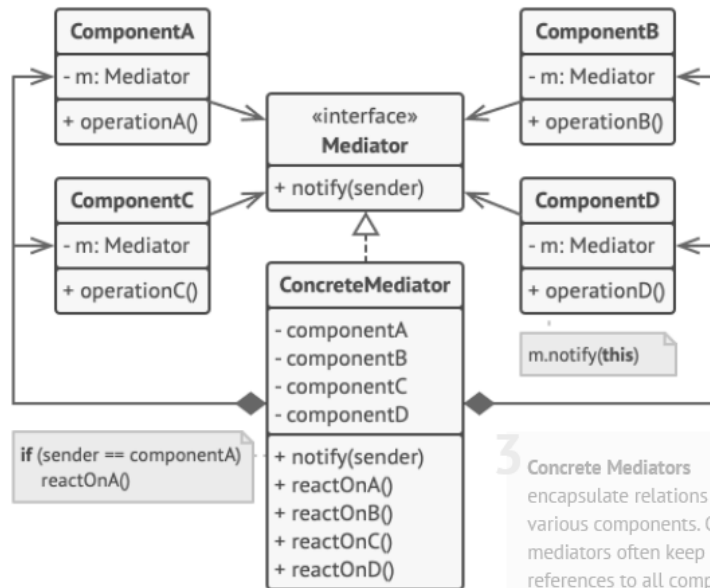 ComponentA
- m: Mediator
+ operationA()
ComponentB
- m: Mediator
+ operationB()
«interface»
Mediator
+ notify(sender)
ComponentC
- m: Mediator
+ operationC()
ComponentD
- m: Mediator
+ operationD()
m.notify(this)
ConcreteMediator
- componentA
- componentB
- componentC
- componentD
+ notify(sender)
+ reactOnA()
+ reactOnB()
+ reactOnC()
+ reactOnD()
if (sender == componentA)
reactOnA()
3
Concrete Mediators
encapsulate relations
various components.
mediators often keep
references to all